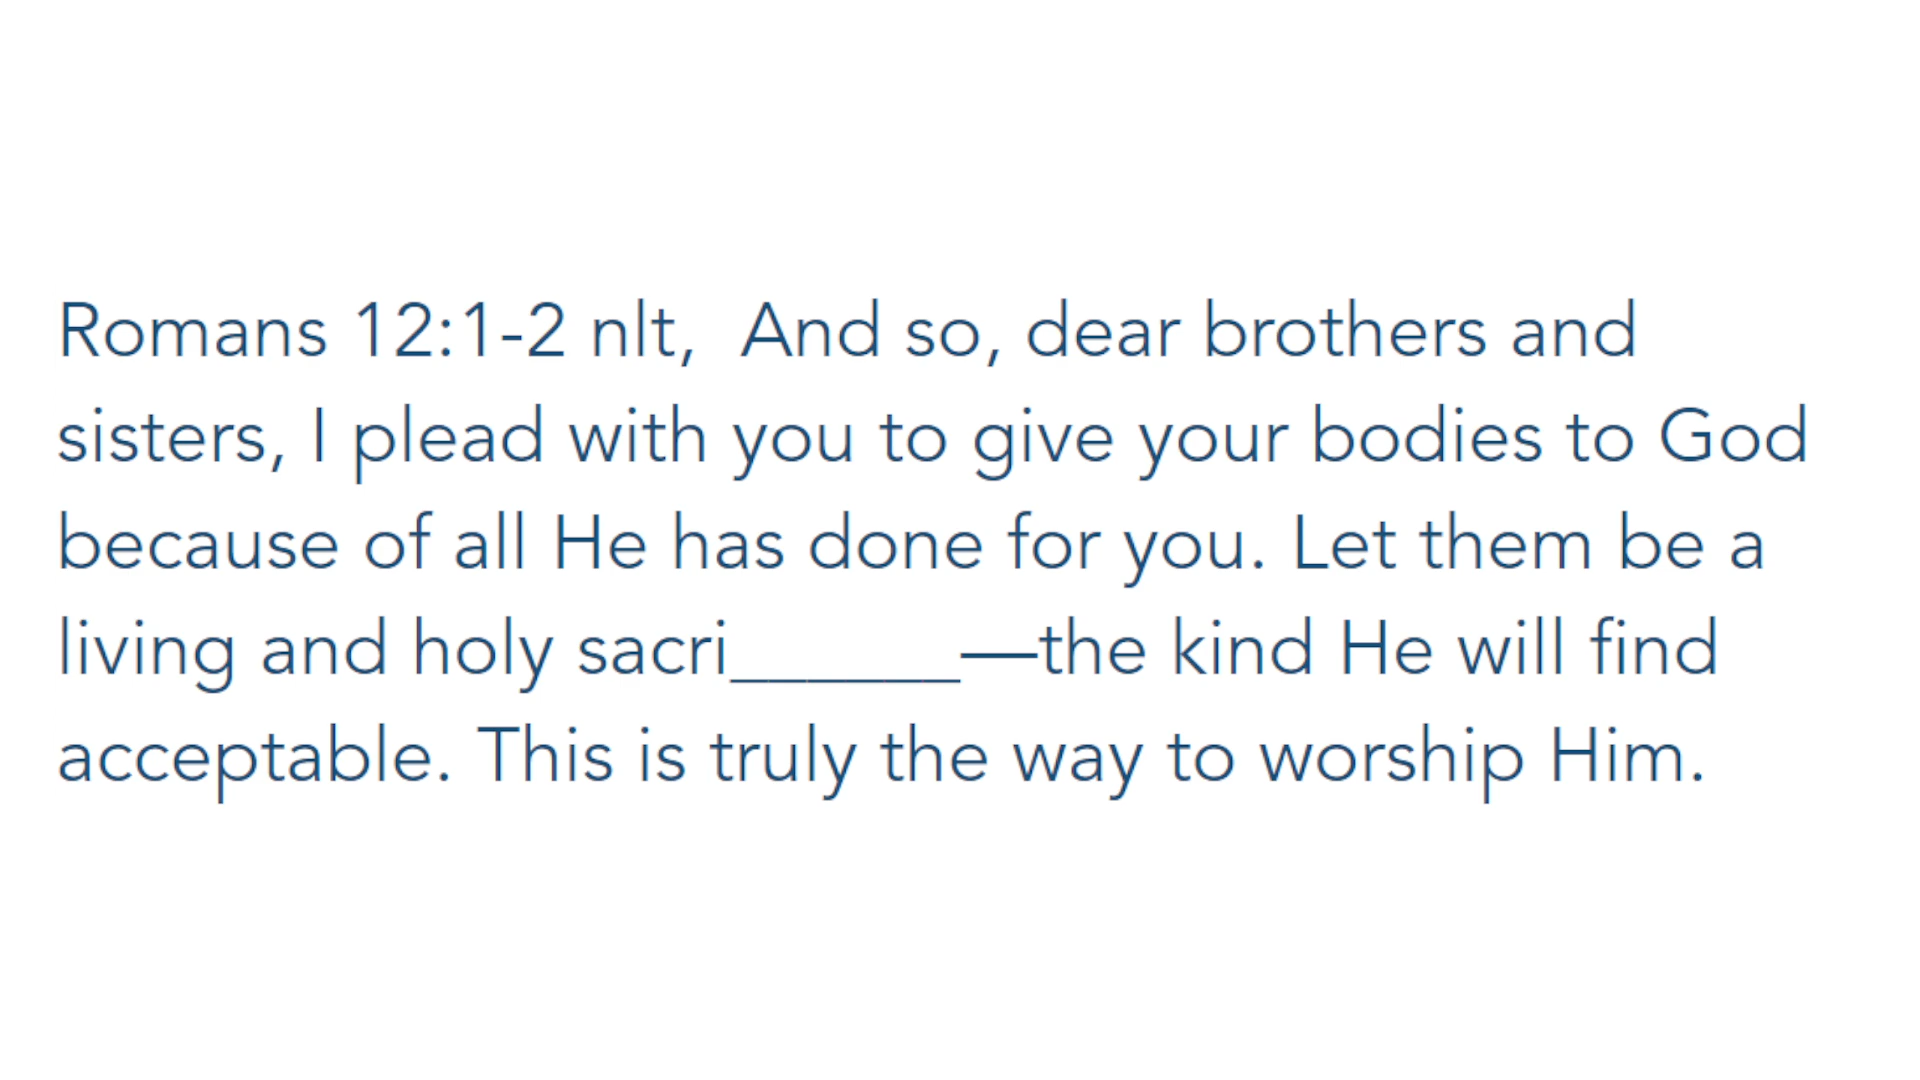 Romans 12:1-2 nlt,  And so, dear brothers and
sisters, I plead with you to give your bodies to God
because of all He has done for you. Let them be a
living and holy sacri______—the kind He will find
acceptable. This is truly the way to worship Him.